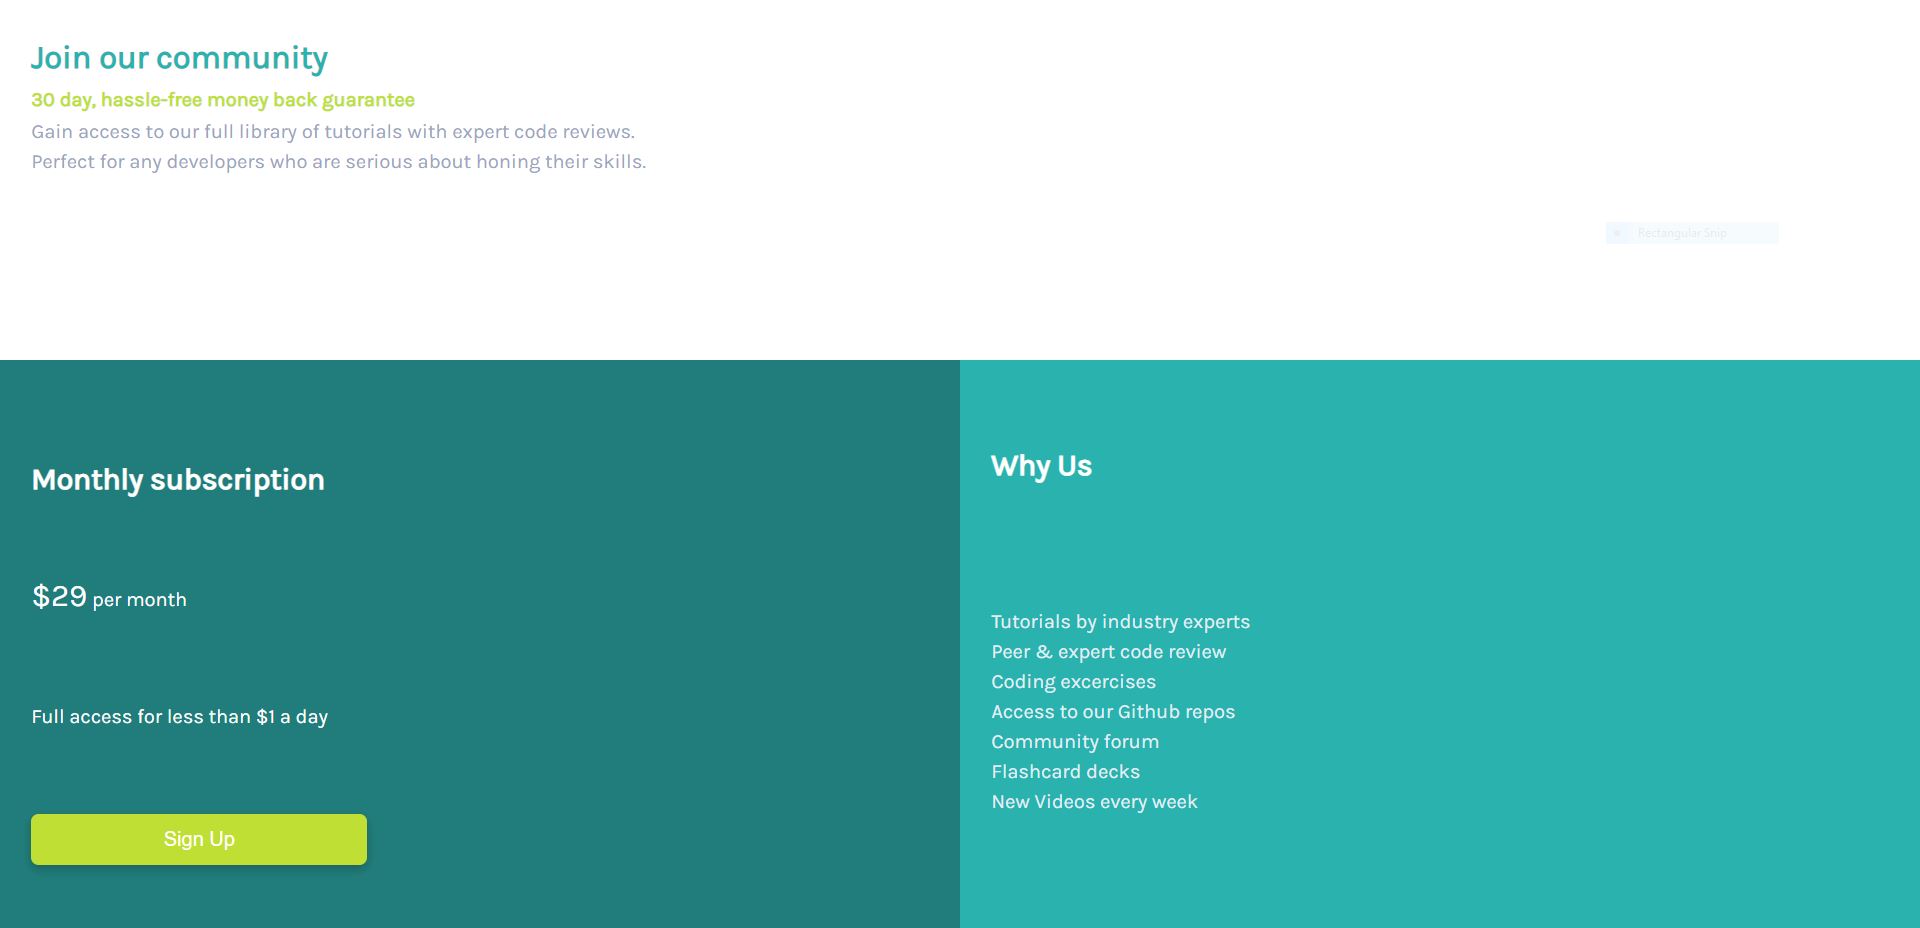 Join our community
30 day, hassle-free money back guarantee
Gain access to our full library of tutorials with expert code reviews.
Perfect for any developers who are serious about honing their skills.
Rectangular Snip
Monthly subscription
$29 per month
Full access for less than $1 a day
Sign Up
Why Us
Tutorials by industry experts
Peer & expert code review
Coding excercises
Access to our Github repos
Community forum
Flashcard decks
New Videos every week